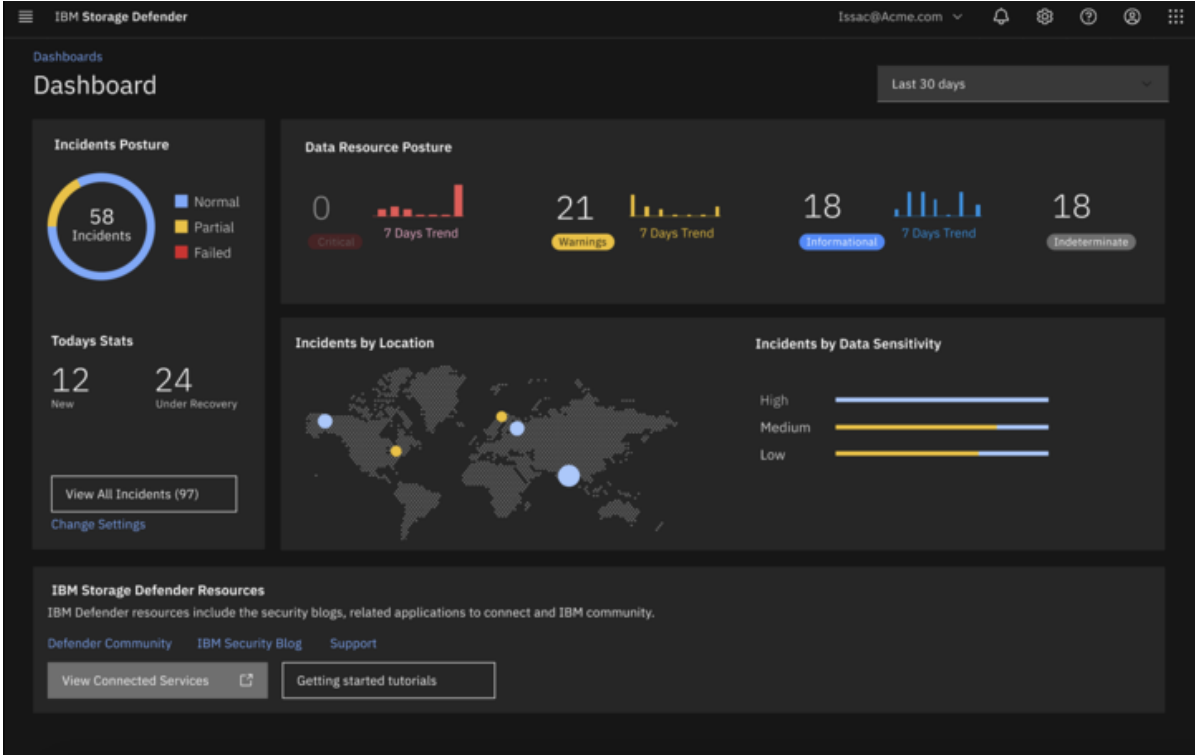 IBM Storage Defender
Issac@Acme.com
Dashboards
Dashboard
Last 30 days
Incidents Posture
58
Incidents
Normal
Partial
Failed
Todays Stats
12
New
24
Under Recovery
View All Incidents (97)
Change Settings
Data Resource Posture
0
Critical
7 Days Trend
21
Warnings
7 Days Trend
18
Informational
7 Days Trend
18
Indeterminate
Incidents by Location
Incidents by Data Sensitivity
High
Medium
Low
IBM Storage Defender Resources
IBM Defender resources include the security blogs, related applications to connect and IBM community.
Defender Community IBM Security Blog Support
View Connected Services
Getting started tutorials